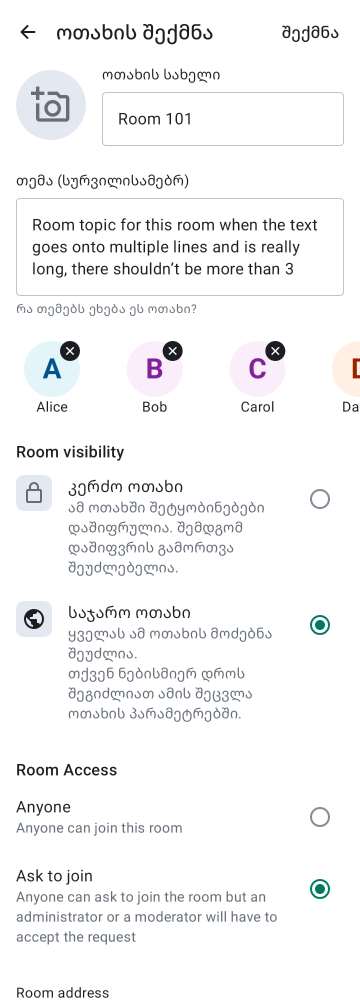 ოთახის შექმნა
შექმნა
ოთახის სახელი
Room 101
თემა (სურვილისამებრ)
Room topic for this room when the text
goes onto multiple lines and is really
long, there shouldn’t be more than 3
რა თემებს ეხება ეს ოთახი?
A B C D
Alice Bob Carol Da
Room visibility
კერძო ოთახი
ამ ოთახში შეტყობინებები
დაშიფრულია. შემდგომ
დაშიფვრის გამორთვა
შეუძლებელია.
საჯარო ოთახი
ყველას ამ ოთახის მოძებნა
შეუძლია.
თქვენ ნებისმიერ დროს
შეგიძლიათ ამის შეცვლა
ოთახის პარამეტრებში.
Room Access
Anyone
Anyone can join this room
Ask to join
Anyone can ask to join the room but an
administrator or a moderator will have to
accept the request
Room address